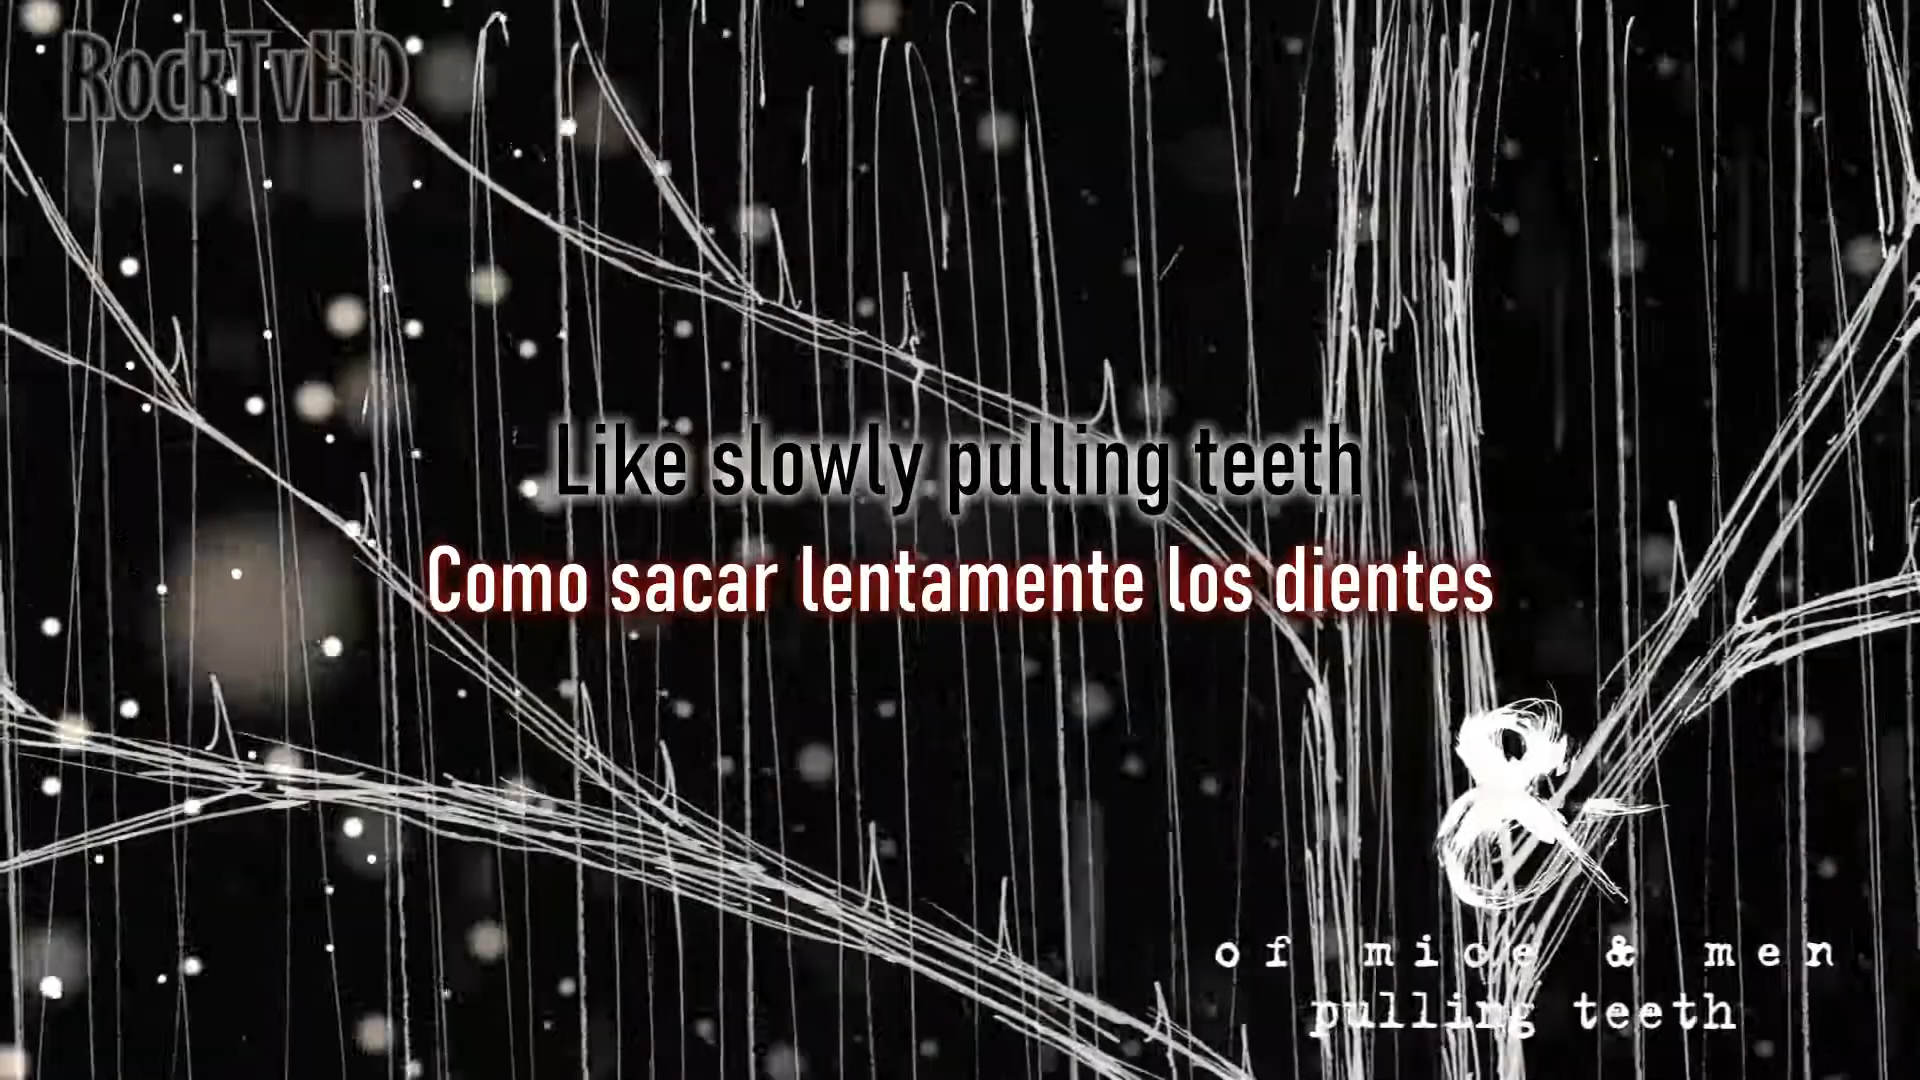 RockTvHD
Like slowly pulling teeth
Como sacar lentamente los dientes
&
of mice & men
pulling teeth